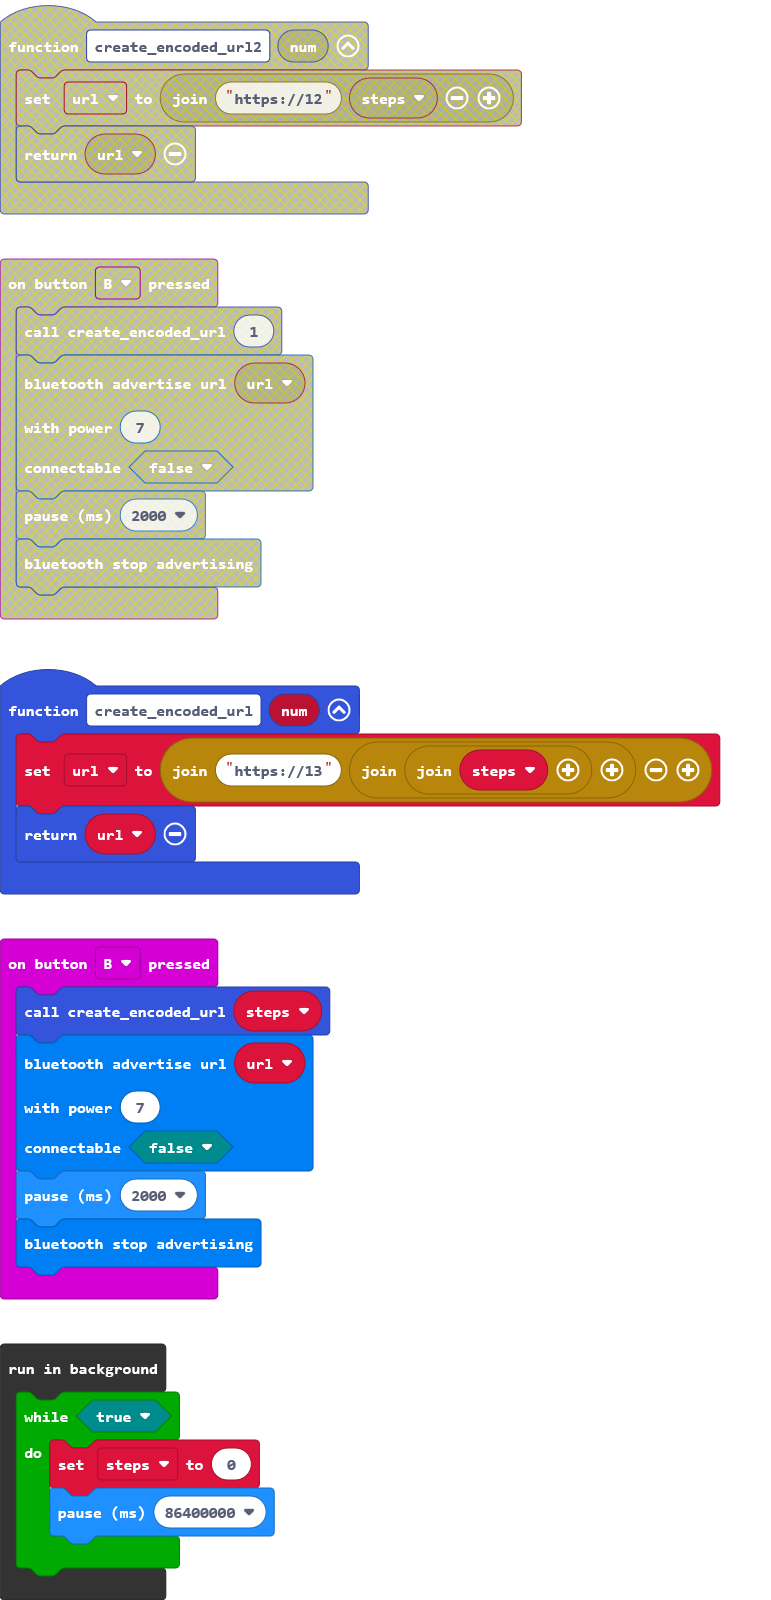 function create_encoded_url2 num
set url to join "https://12" steps
return url
on button B pressed
call create_encoded_url 1
bluetooth advertise url url
with power 7
connectable false
pause (ms) 2000
bluetooth stop advertising
function create_encoded_url num
set url to join "https://13" join join steps
return url
on button B pressed
call create_encoded_url steps
bluetooth advertise url url
with power 7
connectable false
pause (ms) 2000
bluetooth stop advertising
run in background
while true
do
set steps to 0
pause (ms) 86400000